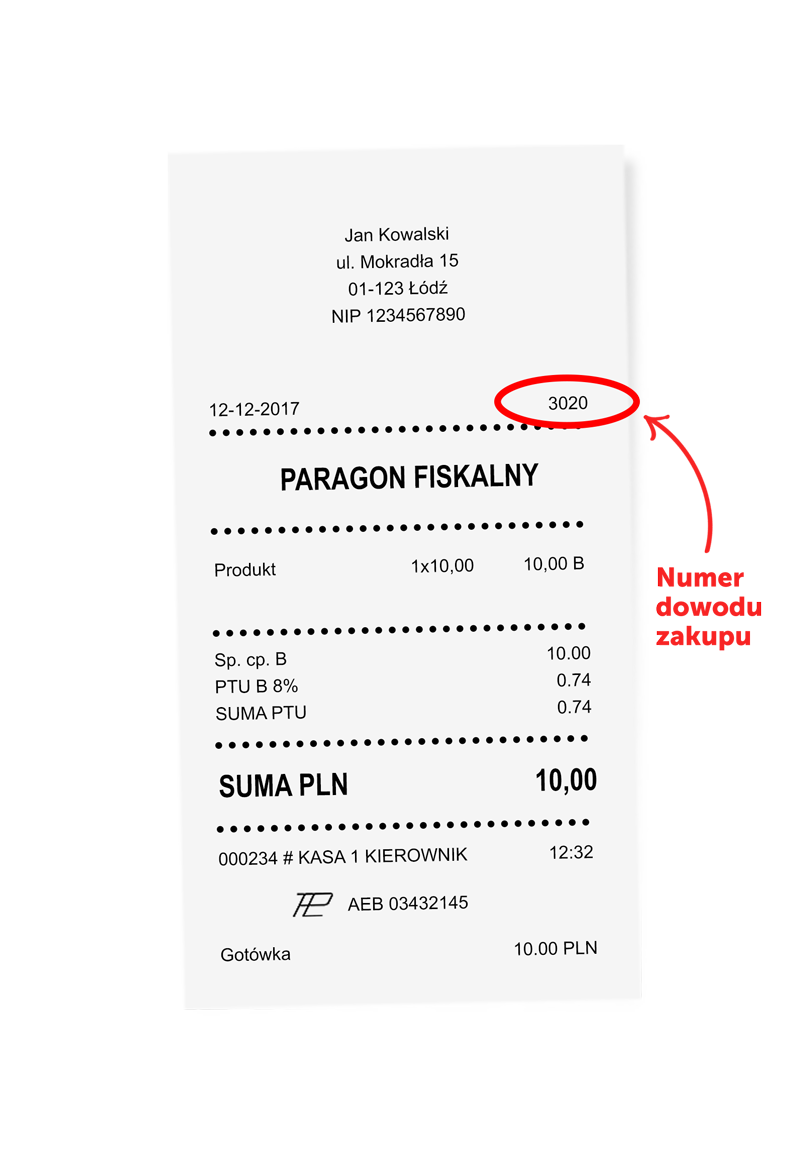 Jan Kowalski
ul. Mokradła 15
01-123 Łódź
NIP 1234567890
12-12-2017 3020
PARAGON FISKALNY
Produkt 1x10,00 10,00 B
Numer
dowodu
zakupu
Sp. cp. B 10.00
PTU B 8% 0.74
SUMA PTU 0.74
SUMA PLN 10,00
000234 # KASA 1 KIEROWNIK 12:32
AEB 03432145
Gotówka 10.00 PLN